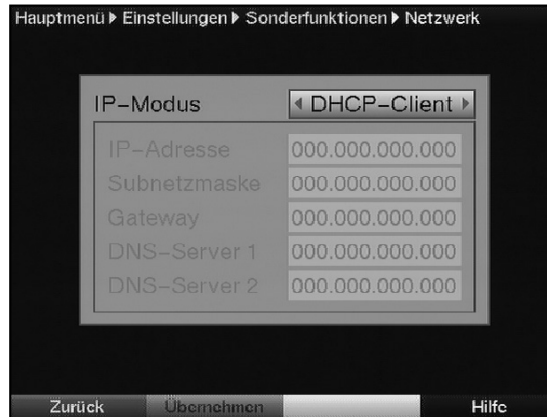 Hauptmenü ▶ Einstellungen ▶ Sonderfunktionen ▶ Netzwerk
IP-Modus ◀ DHCP-Client ▶
IP-Adresse 000.000.000.000
Subnetzmaske 000.000.000.000
Gateway 000.000.000.000
DNS-Server 1 000.000.000.000
DNS-Server 2 000.000.000.000
Zurück Übernehmen Hilfe